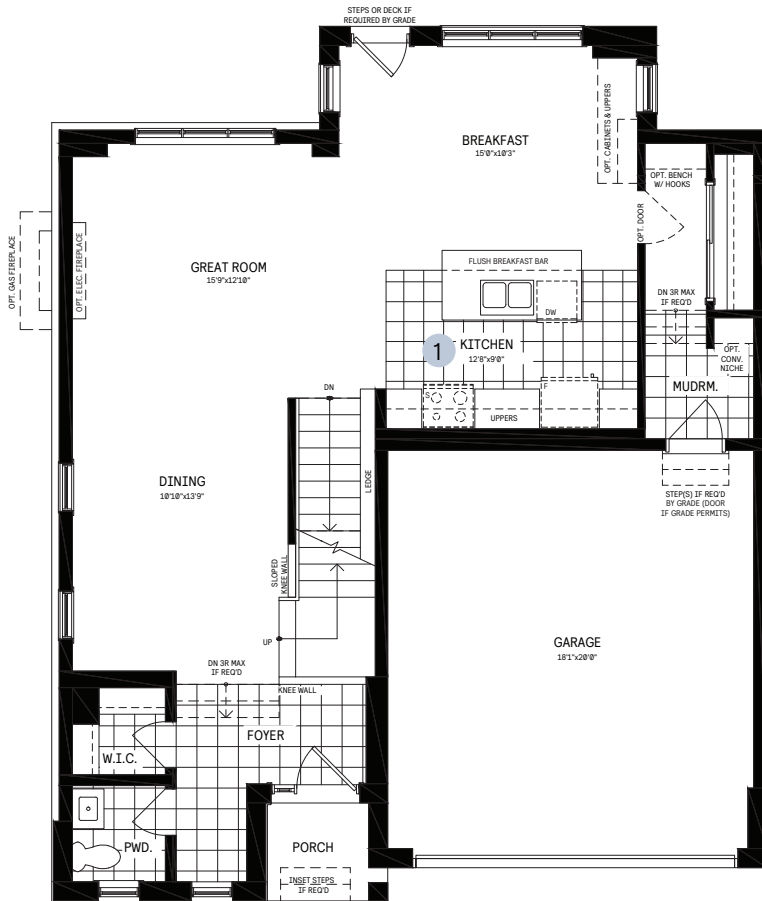 STEPS OR DECK IF
REQUIRED BY GRADE
BREAKFAST
15'0"x10'3"
OPT. CABINETS & UPPERS
OPT. BENCH
W/ HOOKS
OPT. DOOR
GREAT ROOM
15'9"x12'10"
OPT. GAS FIREPLACE
OPT. ELEC. FIREPLACE
FLUSH BREAKFAST BAR
DW
DN 3R MAX
IF REQ'D
1
KITCHEN
12'8"x9'0"
OPT.
CONV.
NICHE
MUDRM.
S
F
UPPERS
DN
LEDGE
DINING
10'10"x13'9"
STEP(S) IF REQ'D
BY GRADE (DOOR
IF GRADE PERMITS)
SLOPED
KNEE WALL
UP
GARAGE
18'1"x20'0"
DN 3R MAX
IF REQ'D
KNEE WALL
FOYER
W.I.C.
PWD.
PORCH
INSET STEPS
IF REQ'D